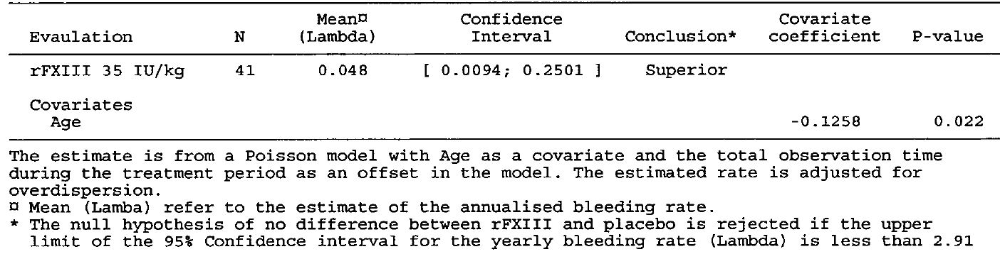 Mean¤ Confidence Covariate
Evaulation N (Lambda) Interval Conclusion* coefficient P-value
rFXIII 35 IU/kg 41 0.048 [ 0.0094; 0.2501 ] Superior
Covariates
Age -0.1258 0.022
The estimate is from a Poisson model with Age as a covariate and the total observation time
during the treatment period as an offset in the model. The estimated rate is adjusted for
overdispersion.
¤ Mean (Lamba) refer to the estimate of the annualised bleeding rate.
* The null hypothesis of no difference between rFXIII and placebo is rejected if the upper
limit of the 95% Confidence interval for the yearly bleeding rate (Lambda) is less than 2.91